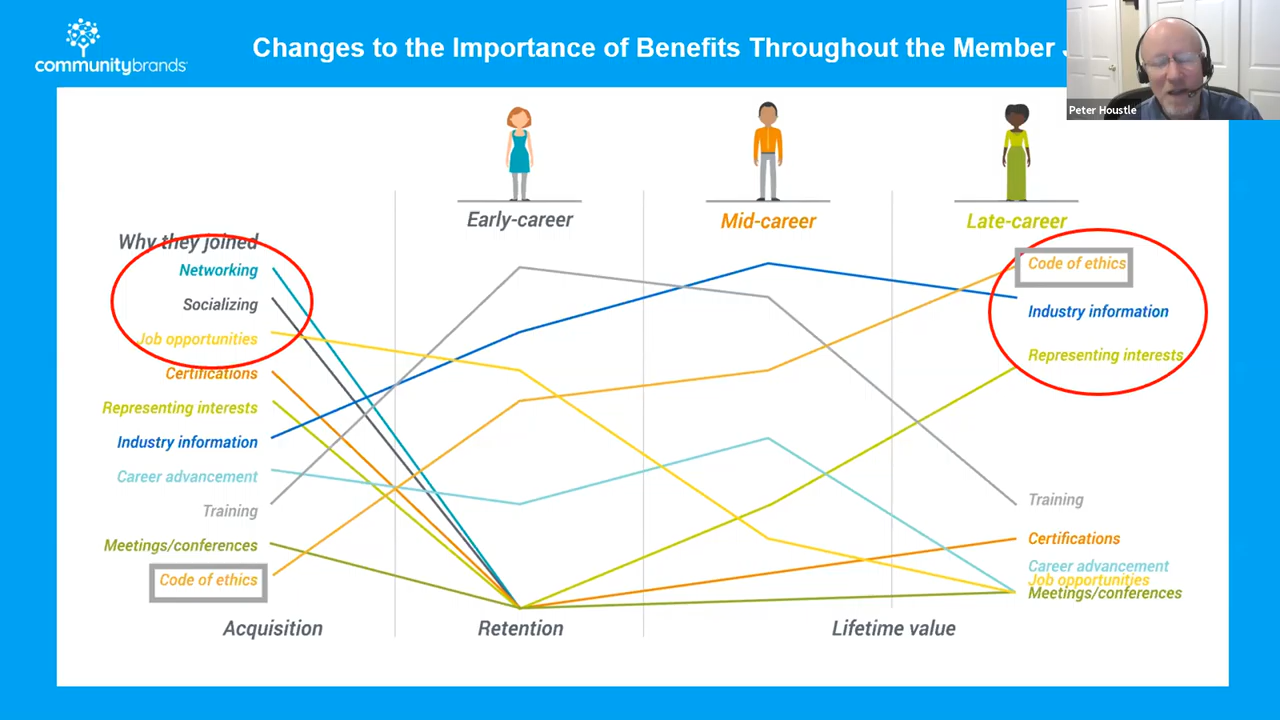 communitybrands
Changes to the Importance of Benefits Throughout the Member
Peter Houstle
Early-career
Mid-career
Late-career
Why they joined
Networking
Socializing
Job opportunities
Certifications
Representing interests
Industry information
Career advancement
Training
Meetings/conferences
Code of ethics
Code of ethics
Industry information
Representing interests
Training
Certifications
Career advancement
Job opportunities
Meetings/conferences
Acquisition
Retention
Lifetime value